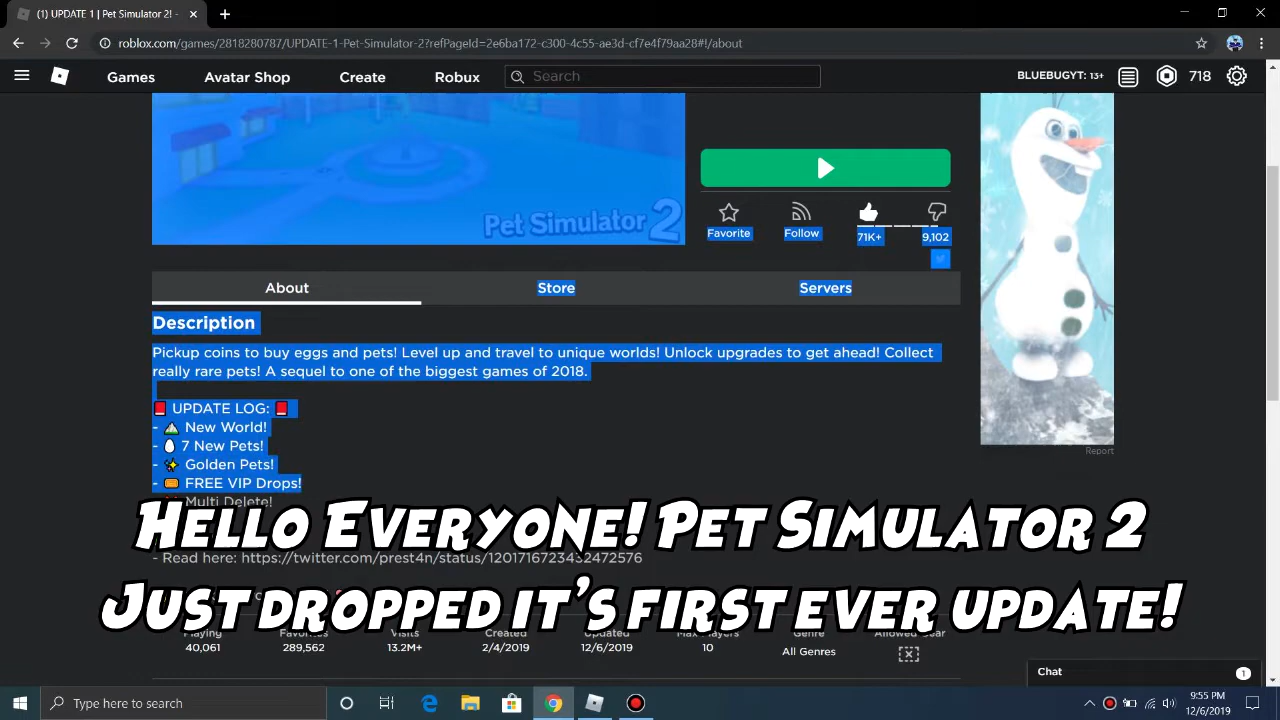 (1) UPDATE 1 | Pet Simulator 2! -
roblox.com/games/2818280787/UPDATE-1-Pet-Simulator-2?refPageId=2e6ba172-c300-4c55-ae3d-cf7e4f79aa28#!/about
Games Avatar Shop Create Robux Search BLUEBUGYT: 13+ 718
Pet Simulator 2
Favorite Follow 71K+ 9,102
About Store Servers
Description
Pickup coins to buy eggs and pets! Level up and travel to unique worlds! Unlock upgrades to get ahead! Collect
really rare pets! A sequel to one of the biggest games of 2018.
UPDATE LOG:
- New World!
- 7 New Pets!
- Golden Pets!
- FREE VIP Drops!
Multi Delete!
Report
Hello Everyone! Pet Simulator 2
- Read here: https://twitter.com/prest4n/status/1201716723432472576
Just dropped it's first ever update!
Playing Favorites Visits Created Updated Max Players Genre Allowed Gear
40,061 289,562 13.2M+ 2/4/2019 12/6/2019 10 All Genres
Chat 1
Type here to search
9:55 PM
12/6/2019